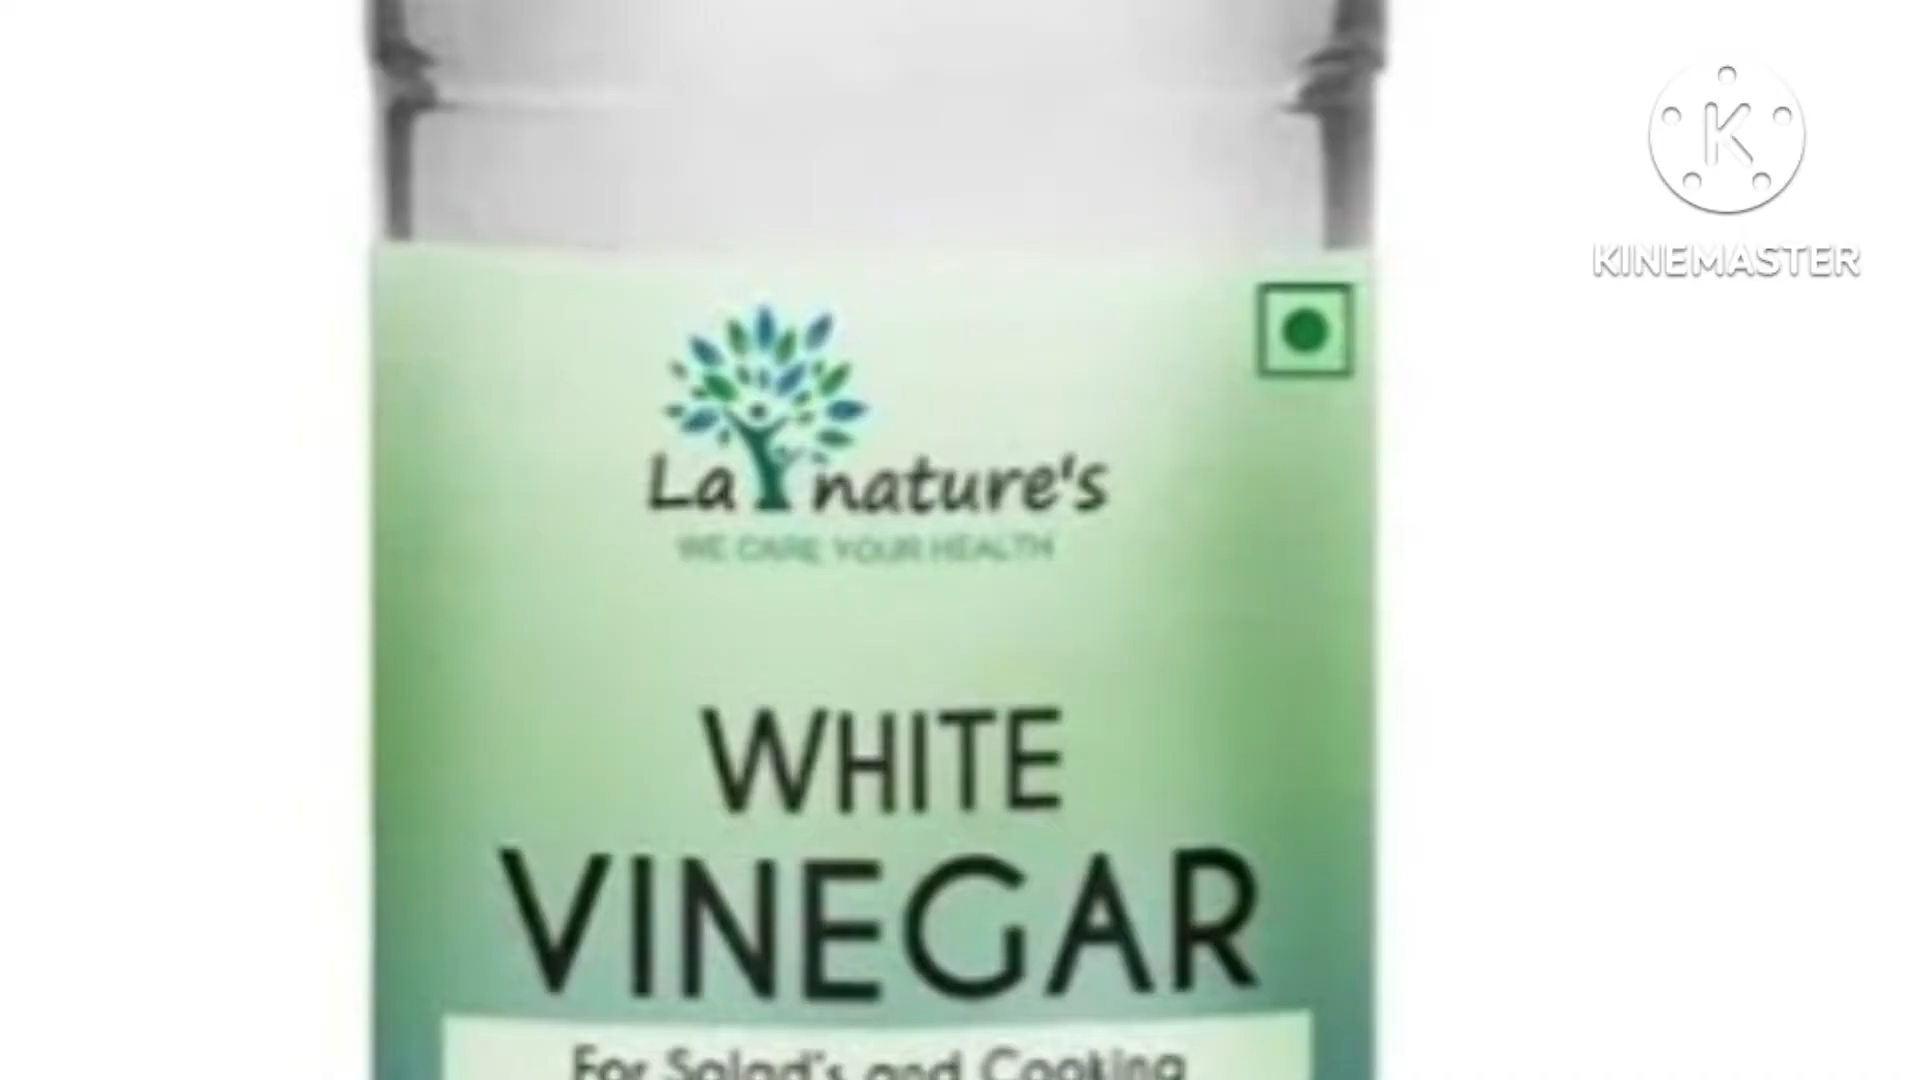 K
KINEMASTER
La nature's
WE CARE YOUR HEALTH
WHITE
VINEGAR
For Salad's and Cooking